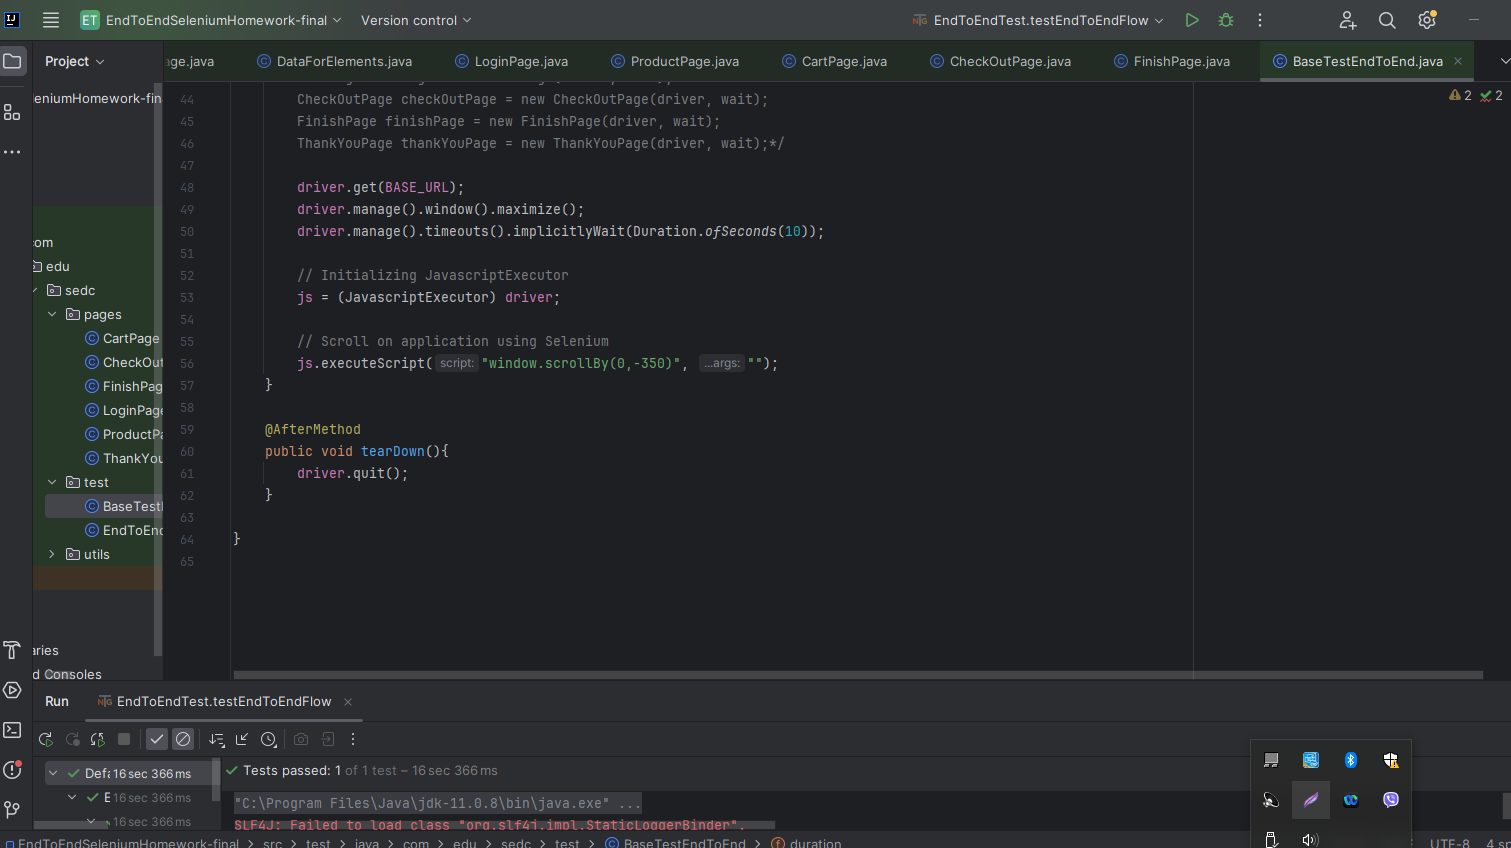 ET EndToEndSeleniumHomework-final Version control EndToEndTest.testEndToEndFlow
Project
age.java DataForElements.java LoginPage.java ProductPage.java CartPage.java CheckOutPage.java FinishPage.java BaseTestEndToEnd.java
eleniumHomework-fin
com
edu
sedc
pages
CartPage
CheckOut
FinishPag
LoginPage
ProductPa
ThankYou
test
BaseTest
EndToEnd
utils
aries
d Consoles
2 2
44 CheckOutPage checkOutPage = new CheckOutPage(driver, wait);
45 FinishPage finishPage = new FinishPage(driver, wait);
46 ThankYouPage thankYouPage = new ThankYouPage(driver, wait);*/
47
48 driver.get(BASE_URL);
49 driver.manage().window().maximize();
50 driver.manage().timeouts().implicitlyWait(Duration.ofSeconds(10));
51
52 // Initializing JavascriptExecutor
53 js = (JavascriptExecutor) driver;
54
55 // Scroll on application using Selenium
56 js.executeScript( script: "window.scrollBy(0,-350)", ...args: "");
57 }
58
59 @AfterMethod
60 public void tearDown(){
61 driver.quit();
62 }
63
64 }
65
Run EndToEndTest.testEndToEndFlow
Defa 16 sec 366 ms
E 16 sec 366 ms
16 sec 366 ms
Tests passed: 1 of 1 test – 16 sec 366 ms
"C:\Program Files\Java\jdk-11.0.8\bin\java.exe" ...
SLF4J: Failed to load class "org.slf4j.impl.StaticLoggerBinder".
EndToEndSeleniumHomework-final > src > test > java > com > edu > sedc > test > BaseTestEndToEnd > duration
UTF-8 4 sp